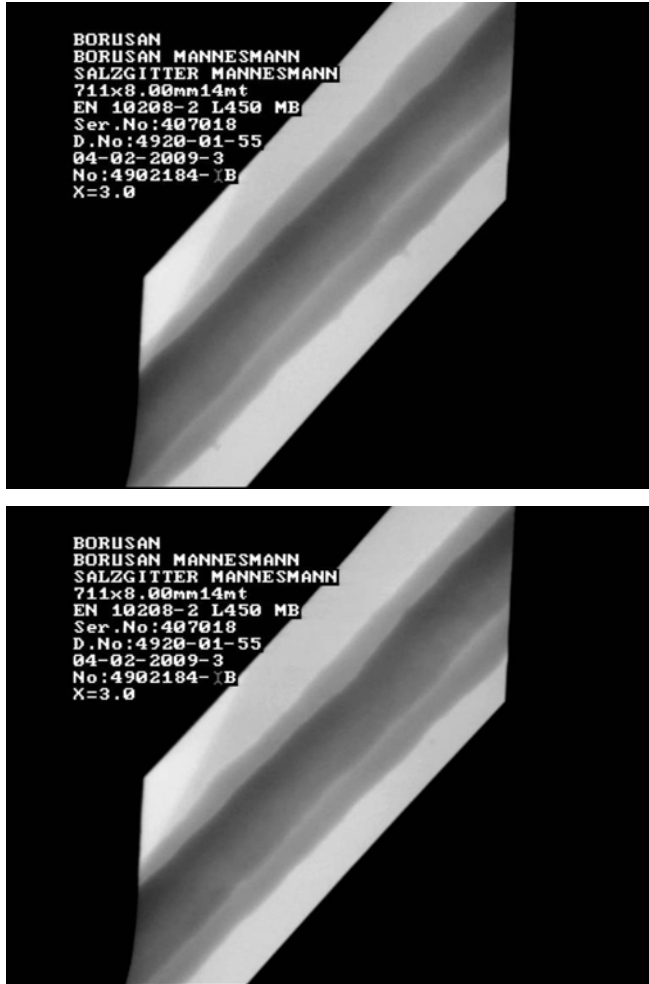 BORUSAN
BORUSAN MANNESMANN
SALZGITTER MANNESMANN
711x8.00mm14mt
EN 10208-2 L450 MB
Ser.No:407018
D.No:4920-01-55
04-02-2009-3
No:4902184- B
X=3.0
BORUSAN
BORUSAN MANNESMANN
SALZGITTER MANNESMANN
711x8.00mm14mt
EN 10208-2 L450 MB
Ser.No:407018
D.No:4920-01-55
04-02-2009-3
No:4902184- B
X=3.0